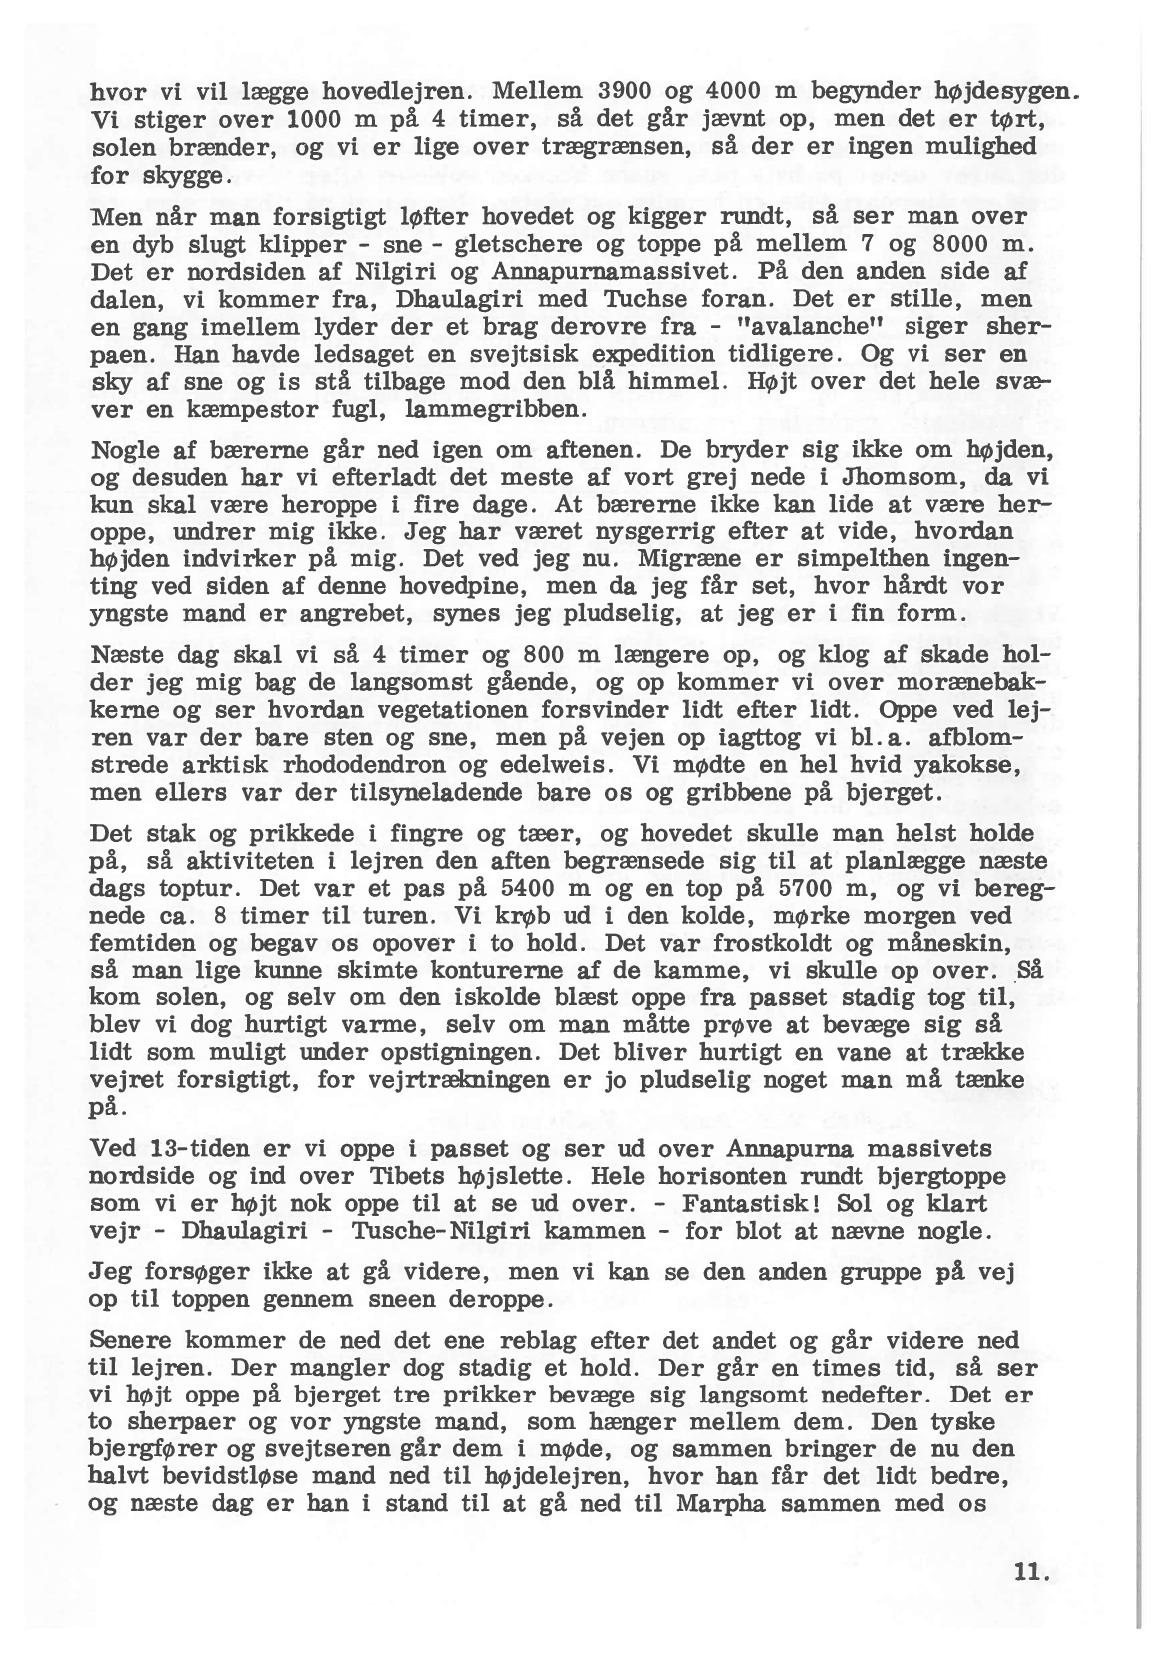 hvor vi vil lægge hovedlejren. Mellem 3900 og 4000 m begynder højdesygen.
Vi stiger over 1000 m på 4 timer, så det går jævnt op, men det er tørt,
solen brænder, og vi er lige over trægrænsen, så der er ingen mulighed
for skygge.
Men når man forsigtigt løfter hovedet og kigger rundt, så ser man over
en dyb slugt klipper - sne - gletschere og toppe på mellem 7 og 8000 m.
Det er nordsiden af Nilgiri og Annapurnamassivet. På den anden side af
dalen, vi kommer fra, Dhaulagiri med Tuchse foran. Det er stille, men
en gang imellem lyder der et brag derovre fra - "avalanche" siger sher-
paen. Han havde ledsaget en svejtsisk expedition tidligere. Og vi ser en
sky af sne og is stå tilbage mod den blå himmel. Højt over det hele svæ-
ver en kæmpestor fugl, lammegribben.
Nogle af bærerne går ned igen om aftenen. De bryder sig ikke om højden,
og desuden har vi efterladt det meste af vort grej nede i Jhomsom, da vi
kun skal være heroppe i fire dage. At bærerne ikke kan lide at være her-
oppe, undrer mig ikke. Jeg har været nysgerrig efter at vide, hvordan
højden indvirker på mig. Det ved jeg nu. Migræne er simpelthen ingen-
ting ved siden af denne hovedpine, men da jeg får set, hvor hårdt vor
yngste mand er angrebet, synes jeg pludselig, at jeg er i fin form.
Næste dag skal vi så 4 timer og 800 m længere op, og klog af skade hol-
der jeg mig bag de langsomst gående, og op kommer vi over morænebak-
kerne og ser hvordan vegetationen forsvinder lidt efter lidt. Oppe ved lej-
ren var der bare sten og sne, men på vejen op iagttog vi bl.a. afblom-
strede arktisk rhododendron og edelweis. Vi mødte en hel hvid yakokse,
men ellers var der tilsyneladende bare os og gribbene på bjerget.
Det stak og prikkede i fingre og tæer, og hovedet skulle man helst holde
på, så aktiviteten i lejren den aften begrænsede sig til at planlægge næste
dags toptur. Det var et pas på 5400 m og en top på 5700 m, og vi bereg-
nede ca. 8 timer til turen. Vi krøb ud i den kolde, mørke morgen ved
femtiden og begav os opover i to hold. Det var frostkoldt og måneskin,
så man lige kunne skimte konturerne af de kamme, vi skulle op over. Så
kom solen, og selv om den iskolde blæst oppe fra passet stadig tog til,
blev vi dog hurtigt varme, selv om man måtte prøve at bevæge sig så
lidt som muligt under opstigningen. Det bliver hurtigt en vane at trække
vejret forsigtigt, for vejrtrækningen er jo pludselig noget man må tænke
på.
Ved 13-tiden er vi oppe i passet og ser ud over Annapurna massivets
nordside og ind over Tibets højslette. Hele horisonten rundt bjergtoppe
som vi er højt nok oppe til at se ud over. - Fantastisk! Sol og klart
vejr - Dhaulagiri - Tusche-Nilgiri kammen - for blot at nævne nogle.
Jeg forsøger ikke at gå videre, men vi kan se den anden gruppe på vej
op til toppen gennem sneen deroppe.
Senere kommer de ned det ene reblag efter det andet og går videre ned
til lejren. Der mangler dog stadig et hold. Der går en times tid, så ser
vi højt oppe på bjerget tre prikker bevæge sig langsomt nedefter. Det er
to sherpaer og vor yngste mand, som hænger mellem dem. Den tyske
bjergfører og svejtseren går dem i møde, og sammen bringer de nu den
halvt bevidstløse mand ned til højdelejren, hvor han får det lidt bedre,
og næste dag er han i stand til at gå ned til Marpha sammen med os
11.